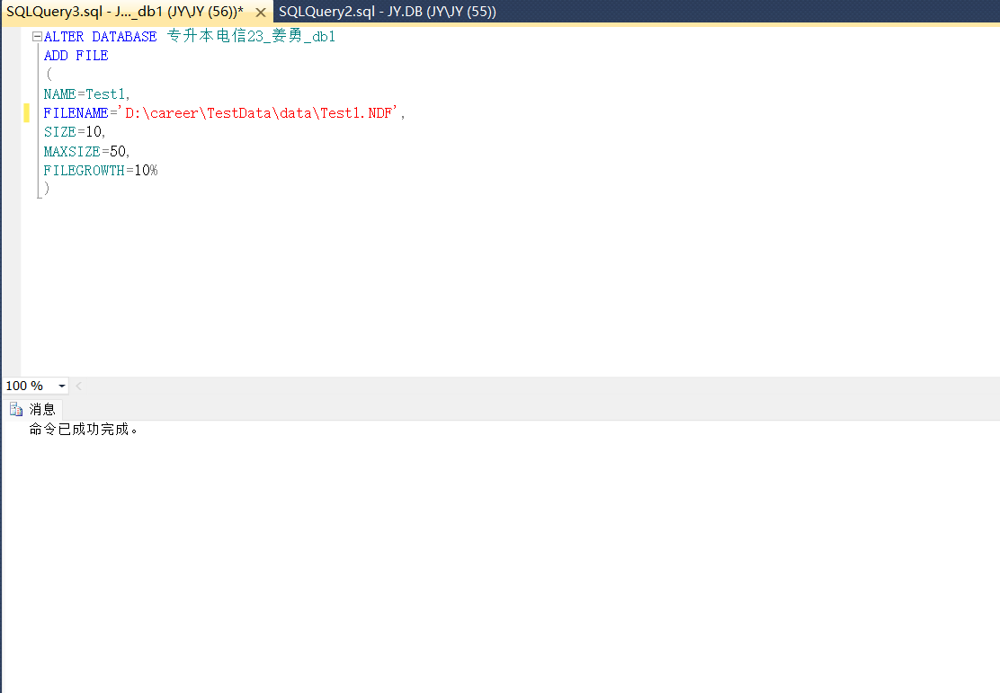 SQLQuery3.sql - J..._db1 (JY\JY (56))* SQLQuery2.sql - JY.DB (JY\JY (55))
ALTER DATABASE 专升本电信23_姜勇_db1
ADD FILE
(
NAME=Test1,
FILENAME='D:\career\TestData\data\Test1.NDF',
SIZE=10,
MAXSIZE=50,
FILEGROWTH=10%
)
100 %
消息
命令已成功完成。